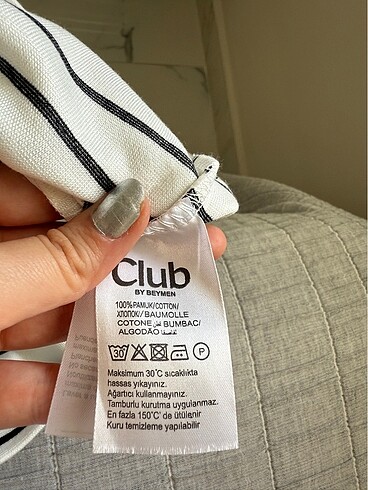 Club
BY BEYMEN
100%PAMUK/COTTON/
ХЛОПОК//BAUMOLLE
COTONE قطن BUMBAC/
ALGODÃO
30 P
Maksimum 30˚C sıcaklıkta
hassas yıkayınız.
Ağartıcı kullanmayınız.
Tamburlu kurutma uygulanmaz.
En fazla 150˚C' de ütülenir
Kuru temizleme yapılabilir